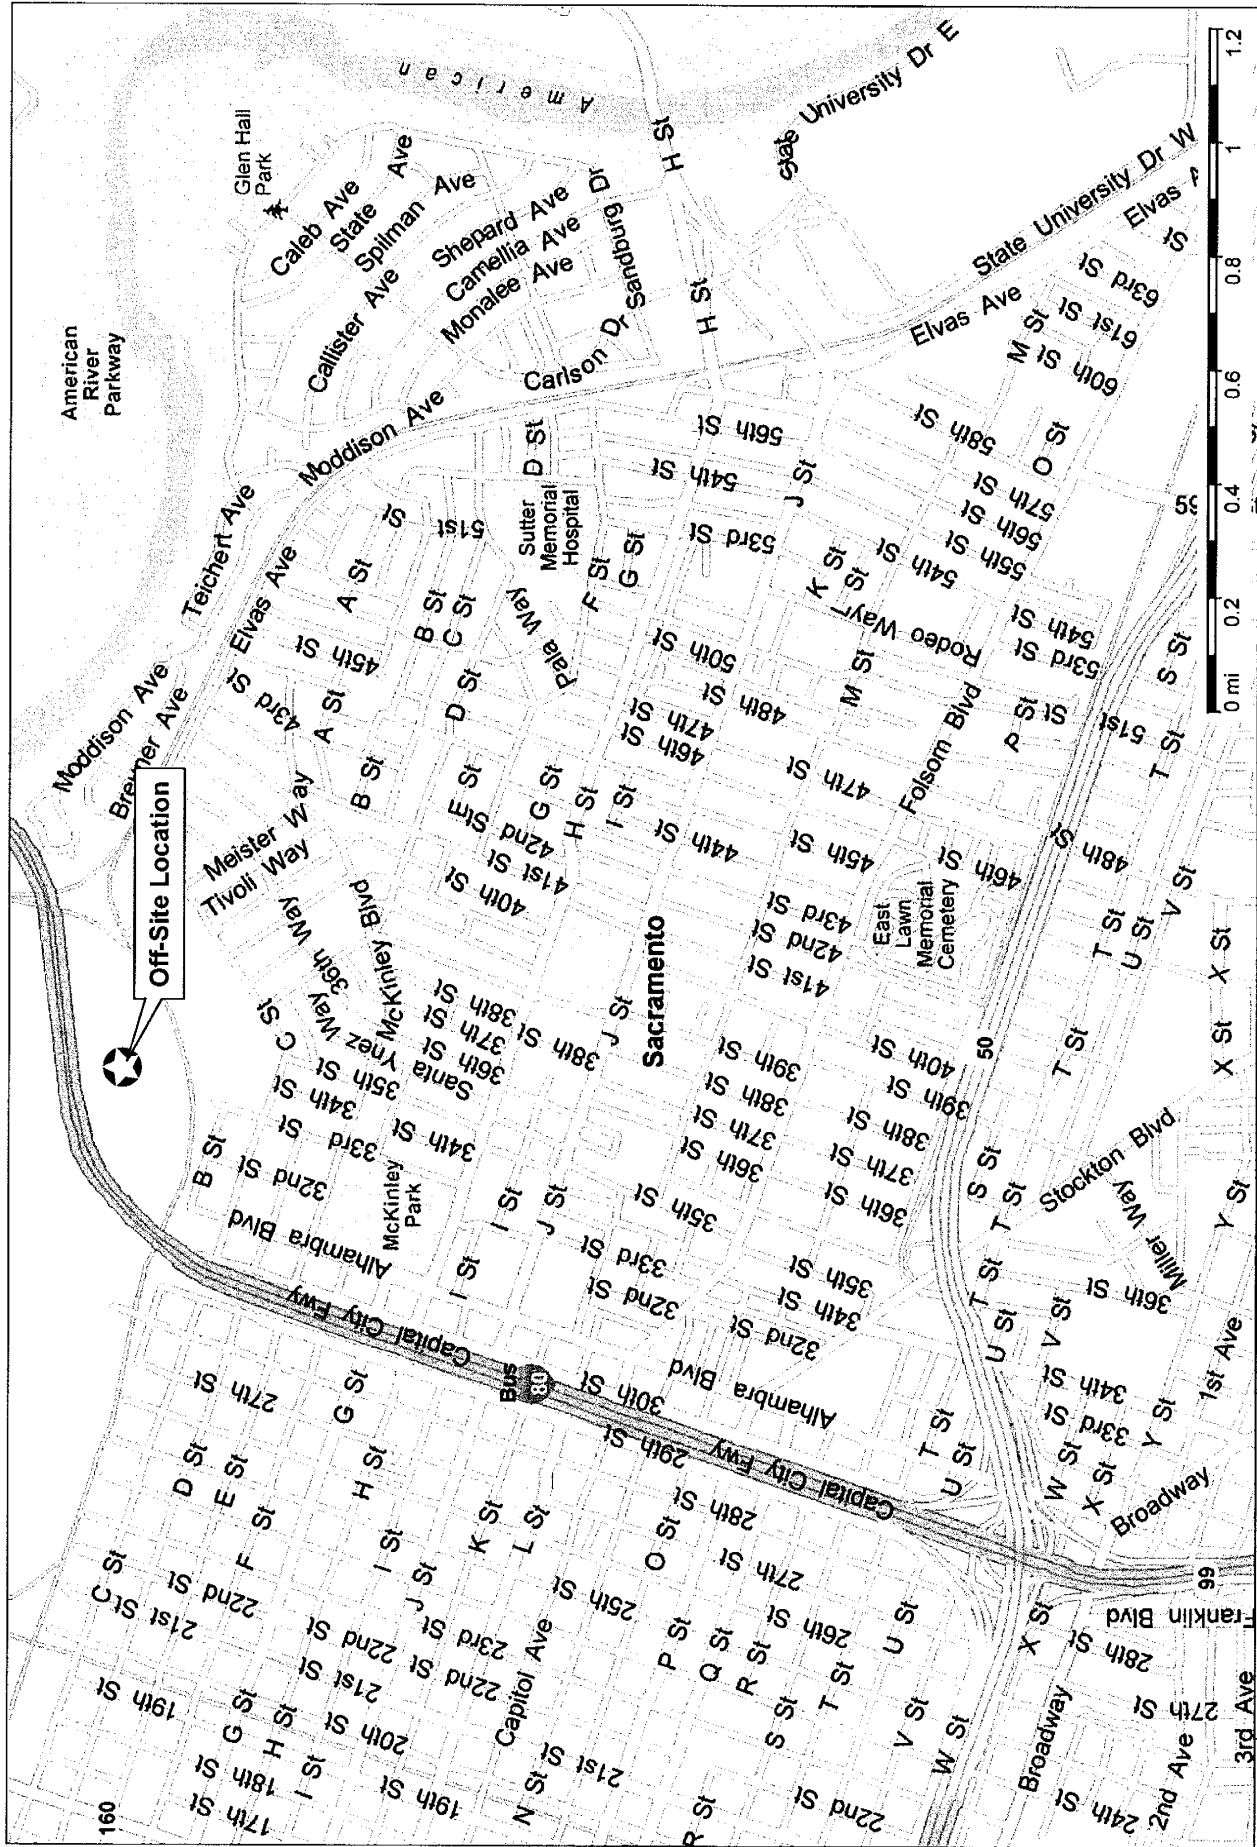 American
River
Parkway
Glen Hall
Park
American
160
Moddison Ave
Brenner Ave
Off-Site Location
Teichert Ave
Elvas Ave
Moddison Ave
Callister Ave
Caleb Ave
State Ave
Spilman Ave
Shepard Ave
Camellia Ave
Monalee Ave
Sandburg Dr
Carlson Dr
H St
H St
State University Dr E
State University Dr W
Elvas Ave
Elvas A
St
63rd St
61st St
60th St
M St
43rd St
45th St
A St
A St
St
51st
Meister Way
Tivoli Way
36th Way
McKinley Blvd
B St
B St
C St
D St
D St
Sutter
Memorial
Hospital
Pala Way
F St
G St
C St
Santa Ynez Way
B St
32nd St
33rd St
34th St
35th St
34th St
36th St
37th St
38th St
38th St
40th St
41st St
42nd St
St
G St
H St
I St
McKinley
Park
Alhambra Blvd
Capital City Fwy
27th St
D St
E St
F St
G St
H St
I St
J St
K St
L St
C St
21st St
22nd St
19th St
G St
H St
I St
18th St
17th St
22nd St
21st St
20th St
19th St
23rd St
22nd St
Capitol Ave
N St
21st St
25th St
Bus
80
I St
I St
J St
J St
Sacramento
29th St
30th St
32nd St
33rd St
35th St
36th St
37th St
38th St
39th St
41st St
42nd St
43rd St
44th St
45th St
46th St
47th St
47th St
48th St
50th St
53rd St
54th St
56th St
J St
K St
St
54th St
58th St
57th St
56th St
55th St
54th St
53rd St
O St
Rodeo Way
M St
Folsom Blvd
P St
51st St
S St
T St
48th St
46th St
East
Lawn
Memorial
Cemetery
50
40th St
39th St
38th St
37th St
36th St
35th St
34th St
32nd St
Alhambra Blvd
Capital City Fwy
28th St
27th St
26th St
O St
P St
Q St
R St
S St
T St
U St
V St
W St
R St
22nd St
T St
U St
S St
T St
T St
U St
V St
W St
X St
Y St
Y St
T St
T St
U St
V St
X St
X St
Stockton Blvd
Miller Way
36th St
34th St
33rd St
1st Ave
Broadway
Broadway
X St
99
Franklin Blvd
28th St
27th St
24th St
2nd Ave
3rd Ave
0 mi
0.2
0.4
0.6
0.8
1
1.2